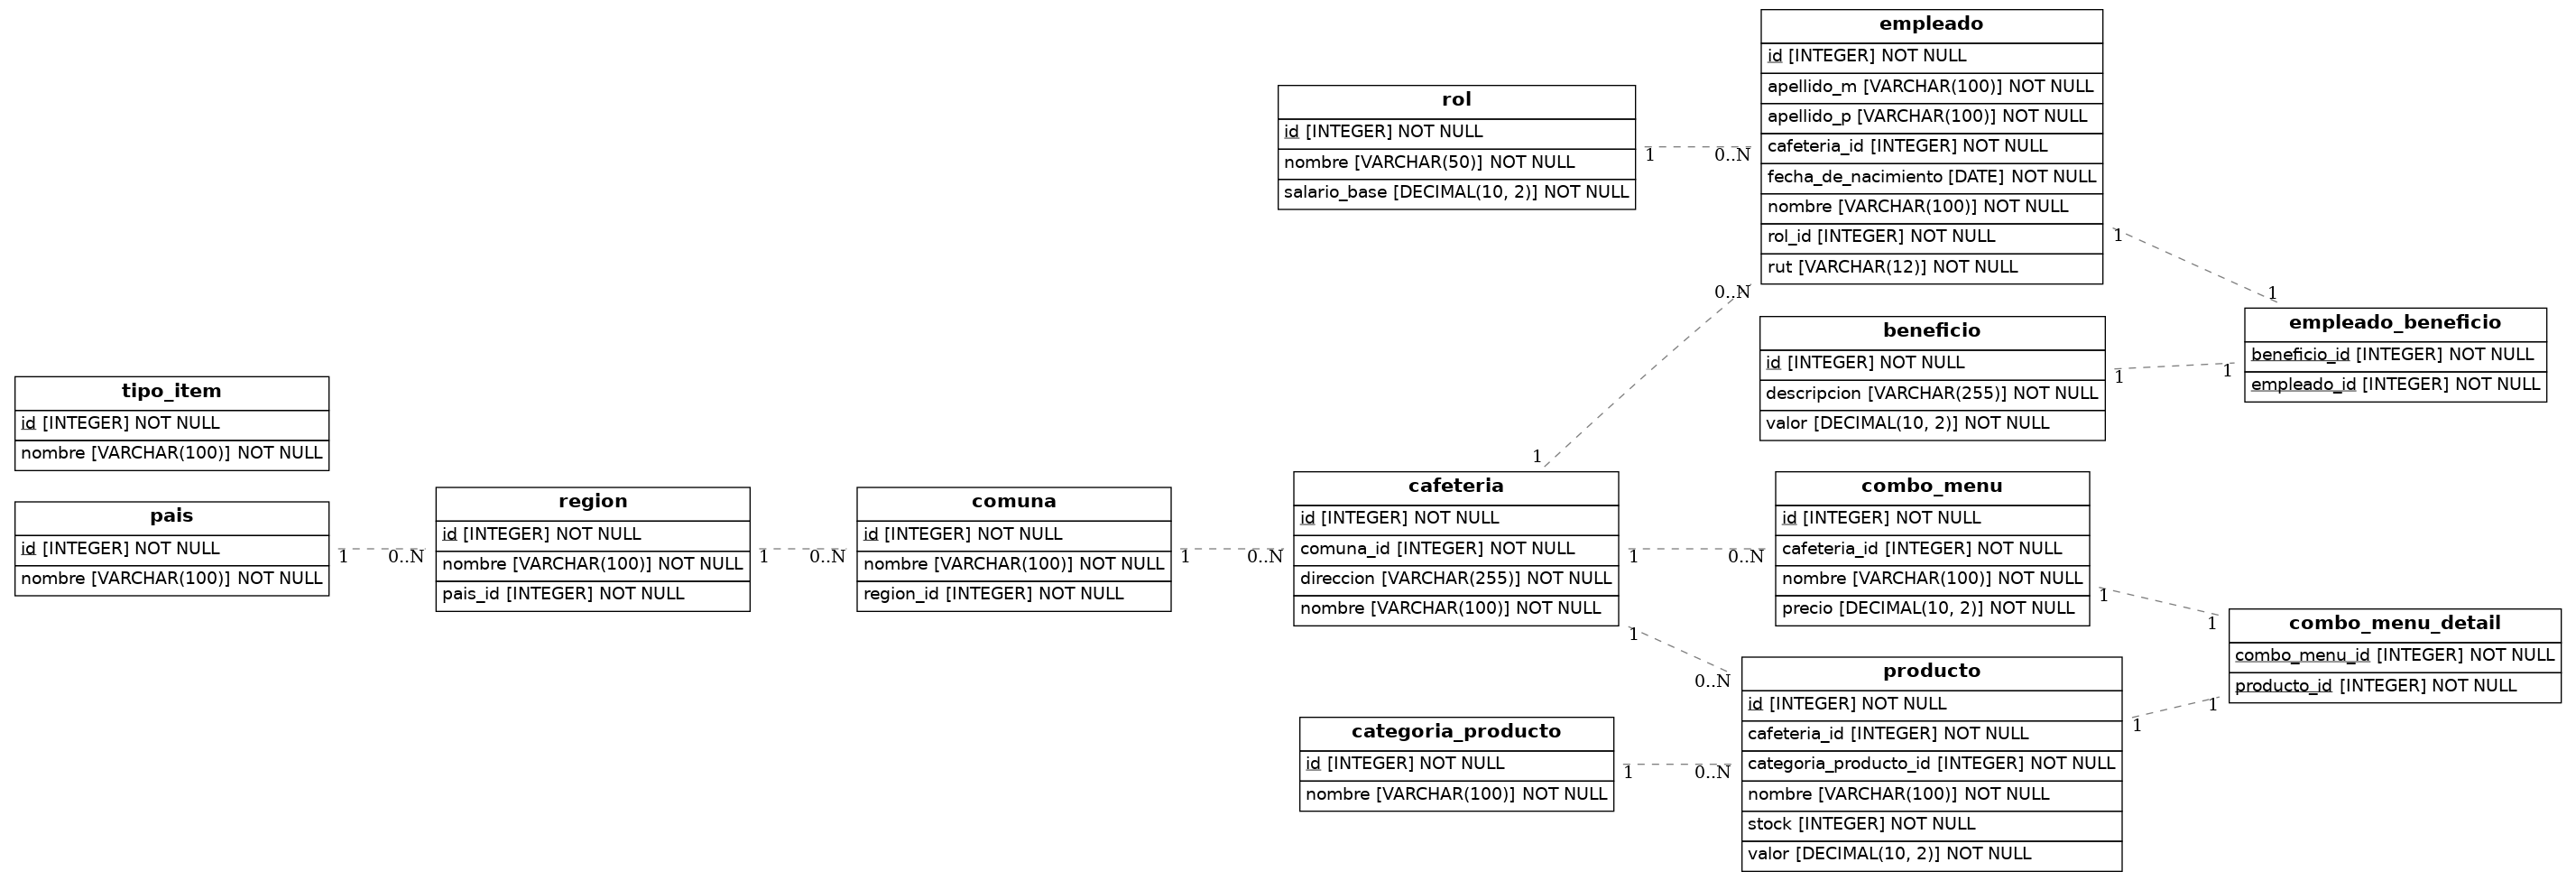 empleado
id [INTEGER] NOT NULL
apellido_m [VARCHAR(100)] NOT NULL
apellido_p [VARCHAR(100)] NOT NULL
cafeteria_id [INTEGER] NOT NULL
fecha_de_nacimiento [DATE] NOT NULL
nombre [VARCHAR(100)] NOT NULL
rol_id [INTEGER] NOT NULL
rut [VARCHAR(12)] NOT NULL
rol
id [INTEGER] NOT NULL
nombre [VARCHAR(50)] NOT NULL
salario_base [DECIMAL(10, 2)] NOT NULL
1
0..N
0..N
1
1
1
empleado_beneficio
beneficio_id [INTEGER] NOT NULL
empleado_id [INTEGER] NOT NULL
beneficio
id [INTEGER] NOT NULL
descripcion [VARCHAR(255)] NOT NULL
valor [DECIMAL(10, 2)] NOT NULL
1
1
tipo_item
id [INTEGER] NOT NULL
nombre [VARCHAR(100)] NOT NULL
pais
id [INTEGER] NOT NULL
nombre [VARCHAR(100)] NOT NULL
1
0..N
region
id [INTEGER] NOT NULL
nombre [VARCHAR(100)] NOT NULL
pais_id [INTEGER] NOT NULL
1
0..N
comuna
id [INTEGER] NOT NULL
nombre [VARCHAR(100)] NOT NULL
region_id [INTEGER] NOT NULL
1
0..N
cafeteria
id [INTEGER] NOT NULL
comuna_id [INTEGER] NOT NULL
direccion [VARCHAR(255)] NOT NULL
nombre [VARCHAR(100)] NOT NULL
1
0..N
combo_menu
id [INTEGER] NOT NULL
cafeteria_id [INTEGER] NOT NULL
nombre [VARCHAR(100)] NOT NULL
precio [DECIMAL(10, 2)] NOT NULL
1
1
combo_menu_detail
combo_menu_id [INTEGER] NOT NULL
producto_id [INTEGER] NOT NULL
1
0..N
producto
id [INTEGER] NOT NULL
cafeteria_id [INTEGER] NOT NULL
categoria_producto_id [INTEGER] NOT NULL
nombre [VARCHAR(100)] NOT NULL
stock [INTEGER] NOT NULL
valor [DECIMAL(10, 2)] NOT NULL
1
1
categoria_producto
id [INTEGER] NOT NULL
nombre [VARCHAR(100)] NOT NULL
1
0..N